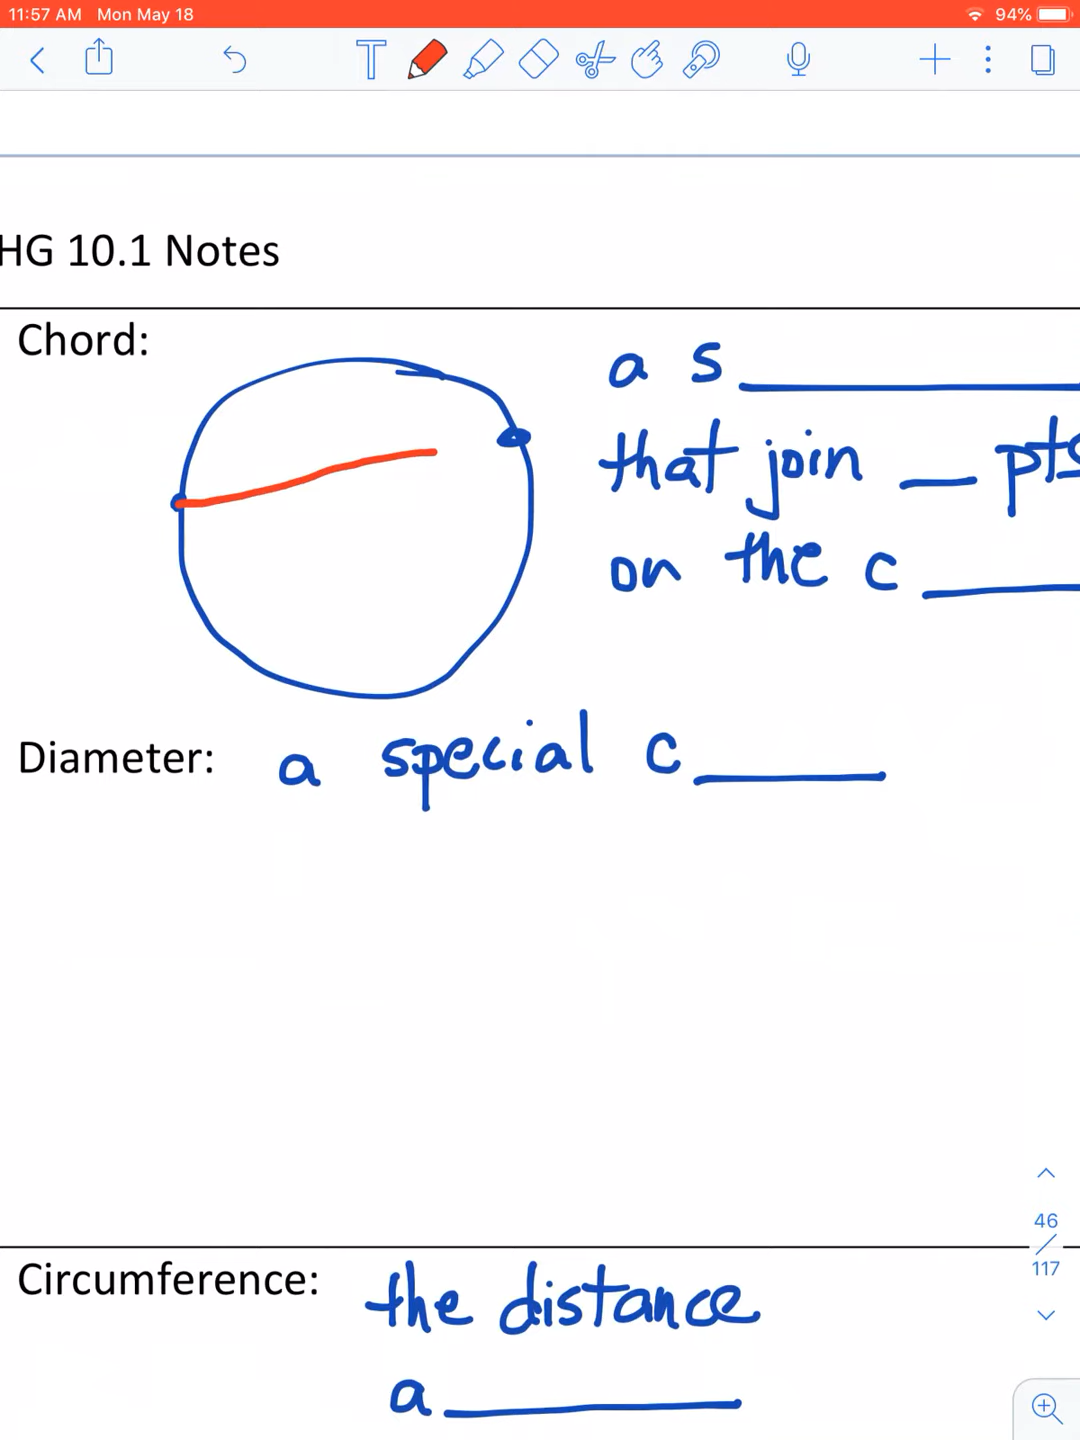 11:57 AM Mon May 18 94%
HG 10.1 Notes
Chord:
a s
that join __ pts
on the c
Diameter: a special c
46
/
117
Circumference: the distance
a